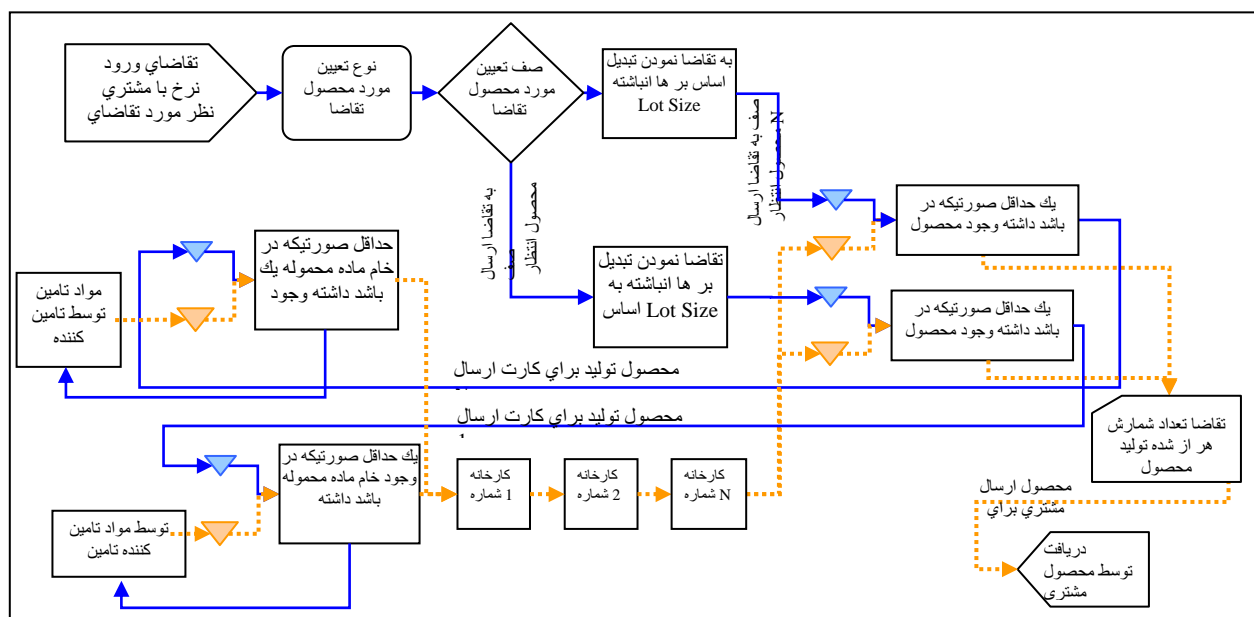 تقاضاي ورود
نرخ با مشتري
نظر مورد تقاضاي
نوع تعيين
مورد محصول
تقاضا
صف تعيين
مورد محصول
تقاضا
به تقاضا نمودن تبديل
اساس بر ها انباشته
Lot Size
صف به تقاضا ارسال
N محصول انتظار
به تقاضا ارسال
صف
محصول انتظار
تقاضا نمودن تبديل
بر ها انباشته به
Lot Size اساس
يك حداقل صورتيكه در
باشد داشته وجود محصول
يك حداقل صورتيكه در
باشد داشته وجود محصول
حداقل صورتيكه در
خام ماده محموله يك
باشد داشته وجود
مواد تامين
توسط تامين
كننده
محصول توليد براي كارت ارسال
محصول توليد براي كارت ارسال
يك حداقل صورتيكه در
وجود خام ماده محموله
باشد داشته
توسط مواد تامين
كننده تامين
كارخانه
1 شماره
كارخانه
2 شماره
كارخانه
N شماره
تقاضا تعداد شمارش
هر از شده توليد
محصول
محصول ارسال
مشتري براي
دريافت
توسط محصول
مشتري